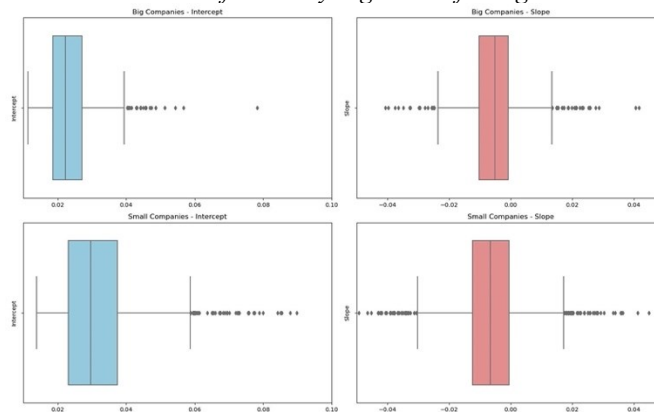 Big Companies - Intercept
Intercept
0.02 0.04 0.06 0.08 0.10
Big Companies - Slope
Slope
−0.04 −0.02 0.00 0.02 0.04
Small Companies - Intercept
Intercept
0.02 0.04 0.06 0.08 0.10
Small Companies - Slope
Slope
−0.04 −0.02 0.00 0.02 0.04